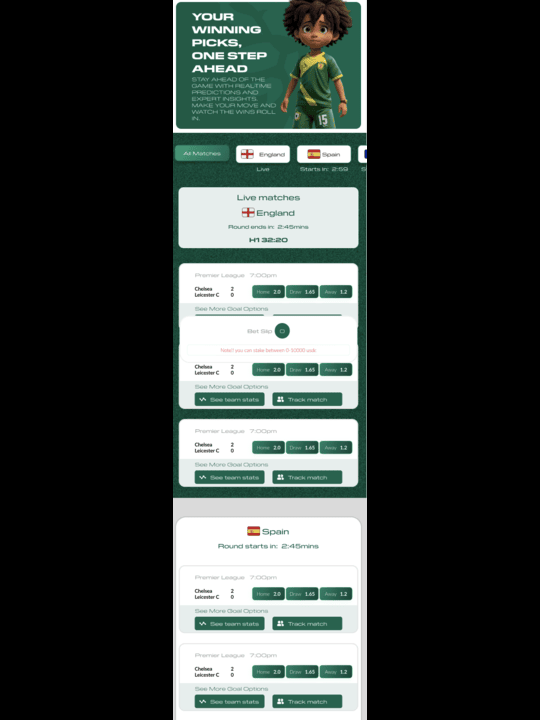 YOUR
WINNING
PICKS,
ONE STEP
AHEAD
STAY AHEAD OF THE
GAME WITH REALTIME
PREDICTIONS AND
EXPERT INSIGHTS.
MAKE YOUR MOVE AND
WATCH THE WINS ROLL
IN.
15
All Matches
England
Spain
Live
Starts in: 2:59
Live matches
England
Round ends in: 2:45mins
H1 32:20
Premier League 7:00pm
Chelsea 2
Leicester C 0
Home 2.0 Draw 1.65 Away 1.2
See More Goal Options
Bet Slip 0
Chelsea 2
Leicester C 0
Home 2.0 Draw 1.65 Away 1.2
See More Goal Options
See team stats Track match
Premier League 7:00pm
Chelsea 2
Leicester C 0
Home 2.0 Draw 1.65 Away 1.2
See More Goal Options
See team stats Track match
Spain
Round starts in: 2:45mins
Premier League 7:00pm
Chelsea 2
Leicester C 0
Home 2.0 Draw 1.65 Away 1.2
See More Goal Options
See team stats Track match
Premier League 7:00pm
Chelsea 2
Leicester C 0
Home 2.0 Draw 1.65 Away 1.2
See More Goal Options
See team stats Track match